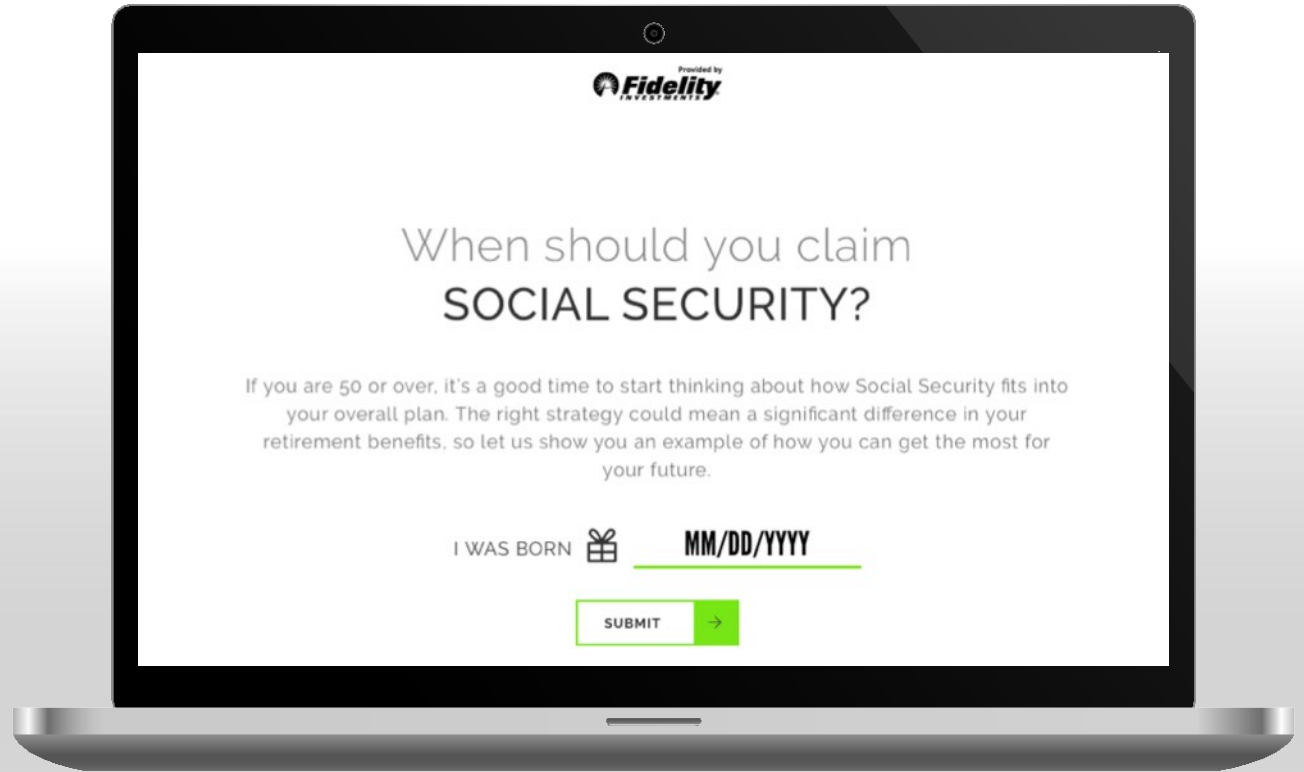 Provided by
Fidelity
INVESTMENTS
When should you claim
SOCIAL SECURITY?
If you are 50 or over, it's a good time to start thinking about how Social Security fits into
your overall plan. The right strategy could mean a significant difference in your
retirement benefits, so let us show you an example of how you can get the most for
your future.
I WAS BORN MM/DD/YYYY
SUBMIT →